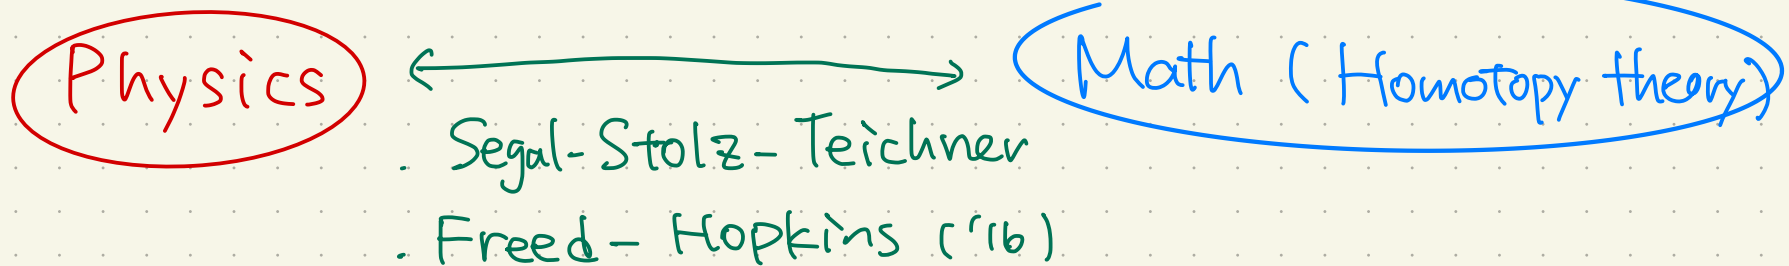 Physics ↔ Math (Homotopy theory)
· Segal-Stolz-Teichner
· Freed-Hopkins ('16)